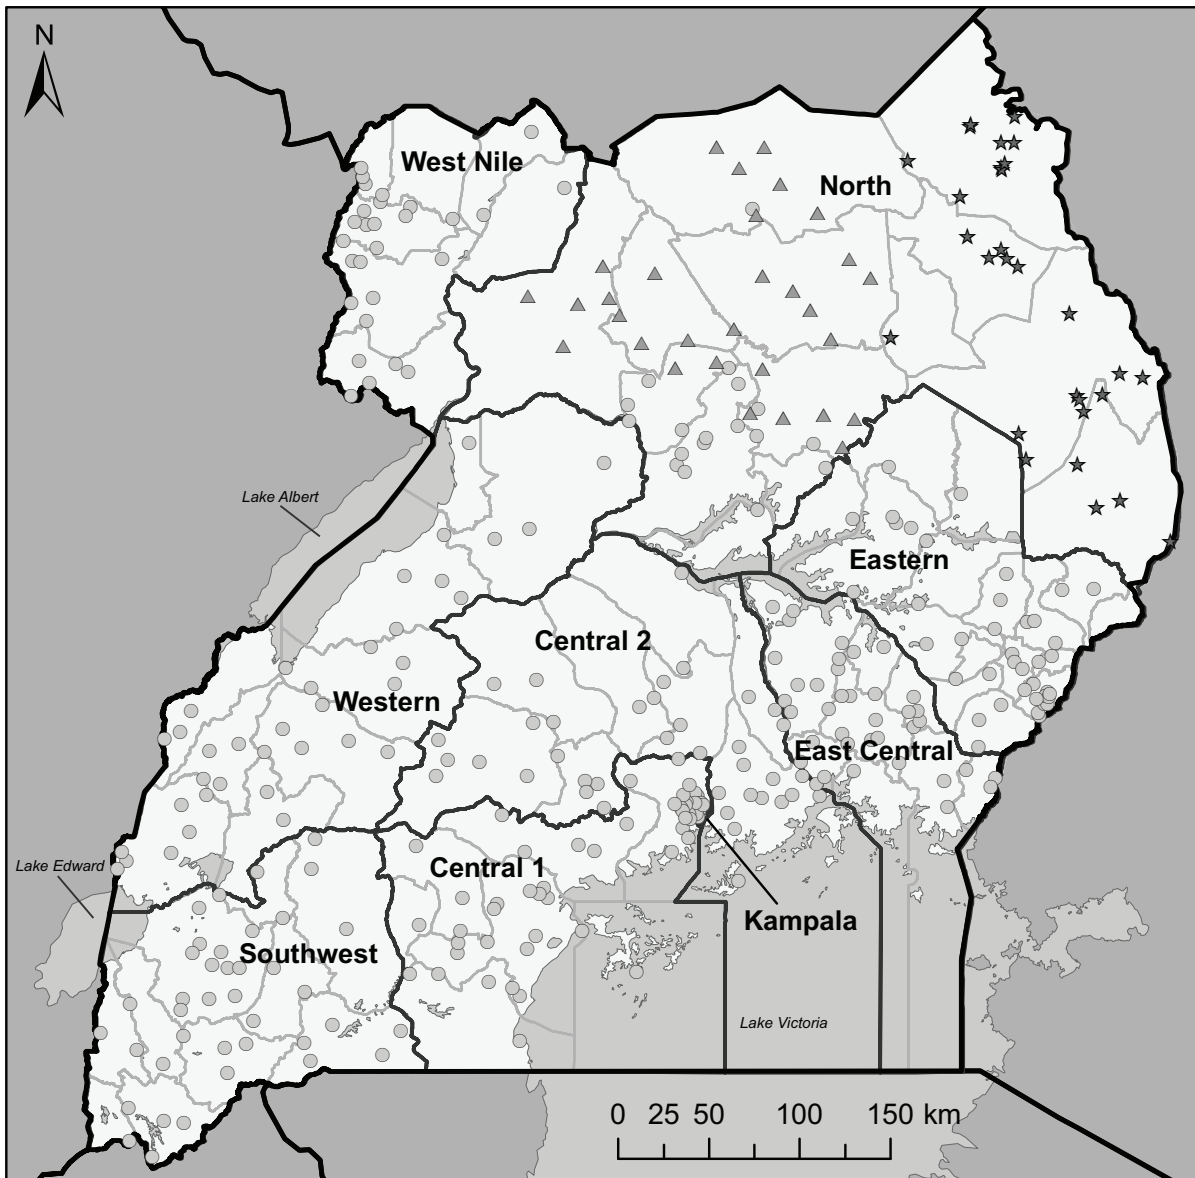 N
West Nile
North
Lake Albert
Eastern
Central 2
Western
East Central
Lake Edward
Central 1
Kampala
Southwest
Lake Victoria
0 25 50 100 150 km